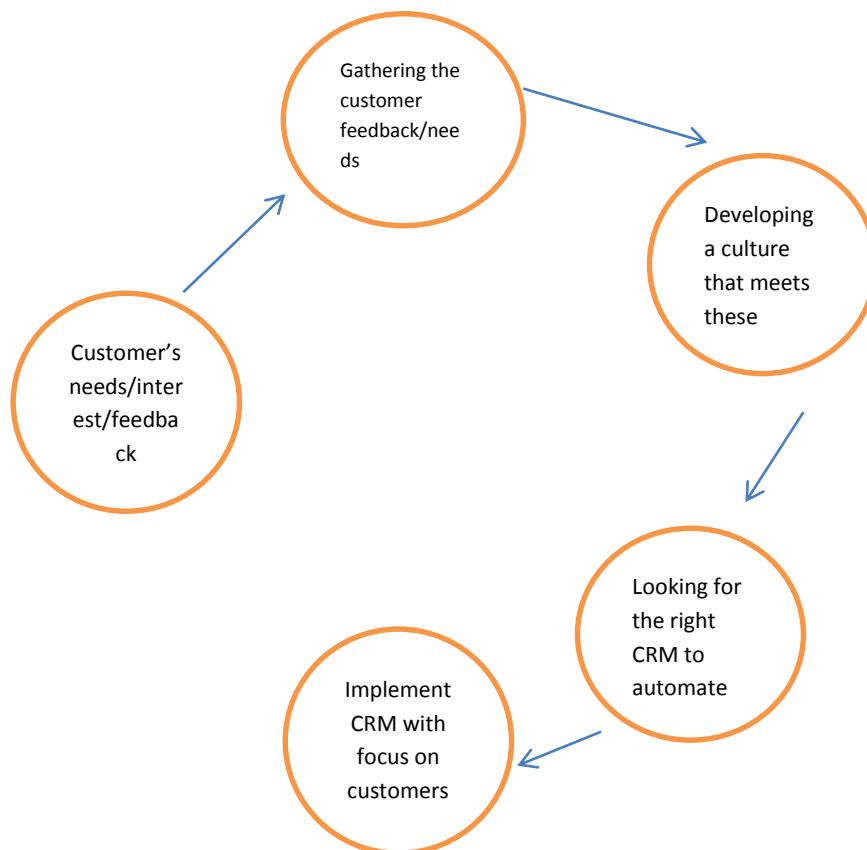 Gathering the
customer
feedback/nee
ds
Developing
a culture
that meets
these
Customer’s
needs/inter
est/feedba
ck
Looking for
the right
CRM to
automate
Implement
CRM with
focus on
customers